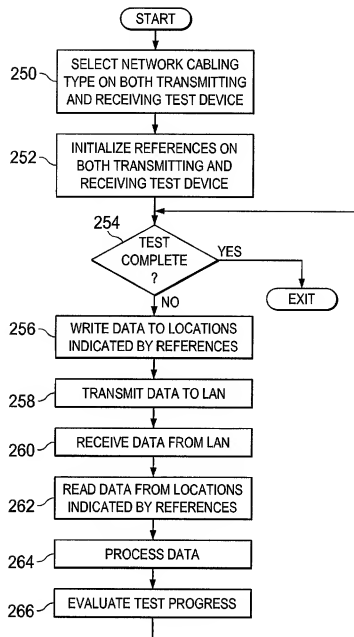 START
250
SELECT NETWORK CABLING
TYPE ON BOTH TRANSMITTING
AND RECEIVING TEST DEVICE
252
INITIALIZE REFERENCES ON
BOTH TRANSMITTING AND
RECEIVING TEST DEVICE
254
TEST
COMPLETE
?
YES
NO
EXIT
256
WRITE DATA TO LOCATIONS
INDICATED BY REFERENCES
258
TRANSMIT DATA TO LAN
260
RECEIVE DATA FROM LAN
262
READ DATA FROM LOCATIONS
INDICATED BY REFERENCES
264
PROCESS DATA
266
EVALUATE TEST PROGRESS